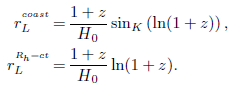 r_L^{coast} = \frac{1+z}{H_0} \sin_K (\ln(1+z)),
r_L^{R_h-ct} = \frac{1+z}{H_0} \ln(1+z).